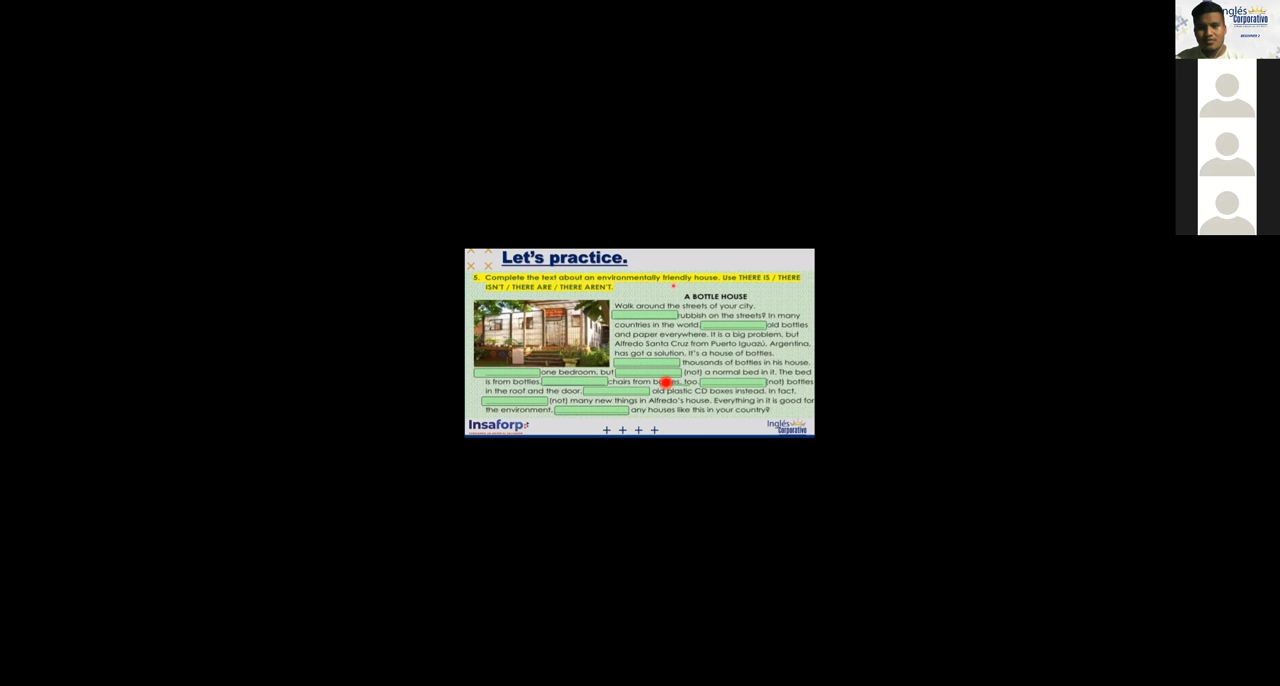 Inglés
Corporativo
BEGINNER 2
Let's practice.
5. Complete the text about an environmentally friendly house. Use THERE IS / THERE
ISN'T / THERE ARE / THERE AREN'T.
A BOTTLE HOUSE
Walk around the streets of your city.
rubbish on the streets? In many
countries in the world, old bottles
and paper everywhere. It is a big problem, but
Alfredo Santa Cruz from Puerto Iguazú, Argentina,
has got a solution. It's a house of bottles.
thousands of bottles in his house.
one bedroom, but (not) a normal bed in it. The bed
is from bottles. chairs from too. (not) bottles
in the roof and the door. old plastic CD boxes instead. In fact,
(not) many new things in Alfredo's house. Everything in it is good for
the environment. any houses like this in your country?
Insaforp
Inglés
Corporativo